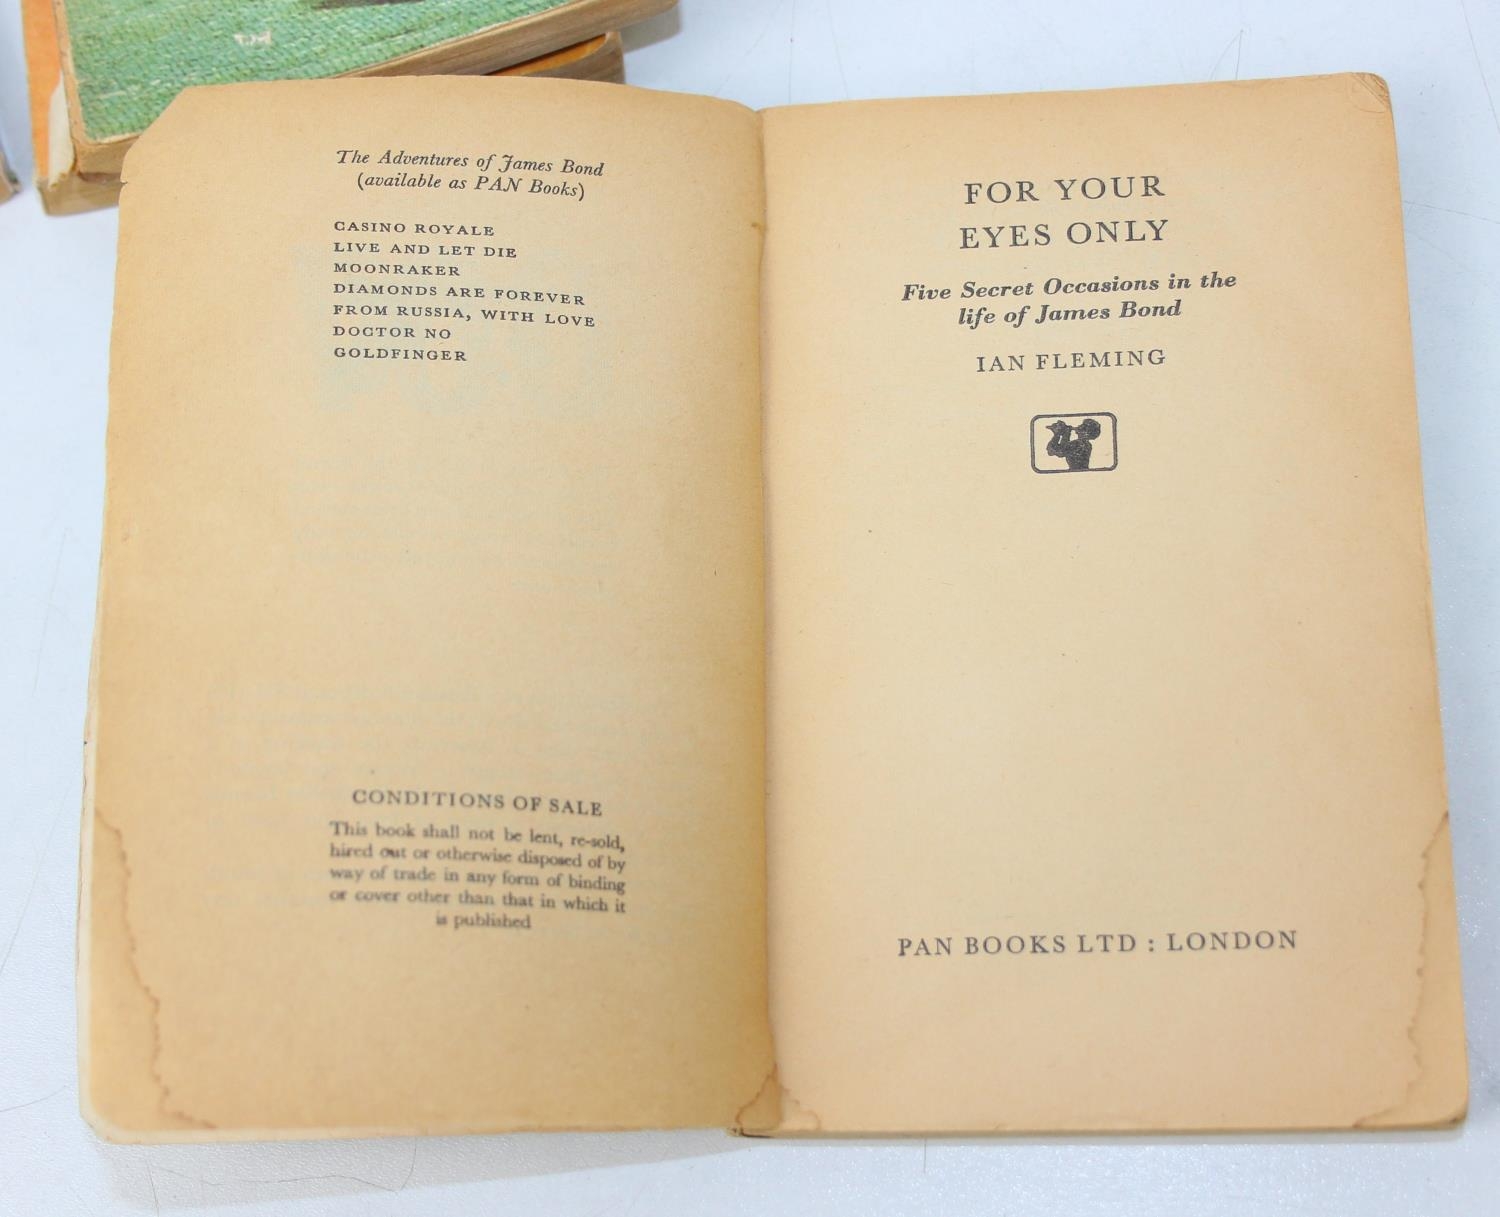 The Adventures of James Bond
(available as PAN Books)
CASINO ROYALE
LIVE AND LET DIE
MOONRAKER
DIAMONDS ARE FOREVER
FROM RUSSIA, WITH LOVE
DOCTOR NO
GOLDFINGER
CONDITIONS OF SALE
This book shall not be lent, re-sold,
hired out or otherwise disposed of by
way of trade in any form of binding
or cover other than that in which it
is published
FOR YOUR
EYES ONLY
Five Secret Occasions in the
life of James Bond
IAN FLEMING
PAN BOOKS LTD : LONDON